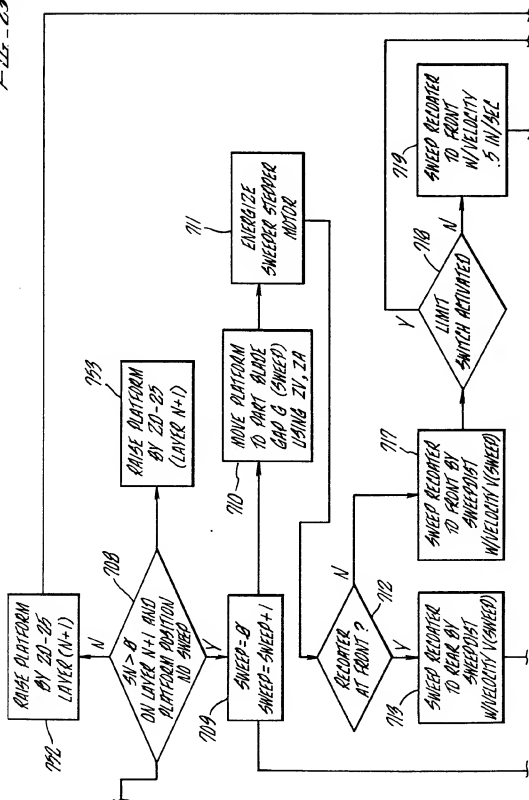 FIG._23
752
RAISE PLATFORM
BY ZD-25
LAYER (N+1)
N
708
SN > 0
ON LAYER N+1 AND
PLATFORM POSITION
NO SWEEP
Y
753
RAISE PLATFORM
BY ZD-25
(LAYER N+1)
709
SWEEP=0
SWEEP=SWEEP+1
710
MOVE PLATFORM
TO PART BLADE
GAP G (SWEEP)
USING ZV, ZA
711
ENERGIZE
SWEEPER STEPPER
MOTOR
712
RECOATER
AT FRONT ?
N
Y
713
SWEEP RECOATER
TO REAR BY
SWEEPDIST
W/VELOCITY V(SWEEP)
717
SWEEP RECOATER
TO FRONT BY
SWEEPDIST
W/VELOCITY V(SWEEP)
718
LIMIT
SWITCH ACTIVATED
Y
N
719
SWEEP RECOATER
TO FRONT
W/VELOCITY
.5 IN/SEC